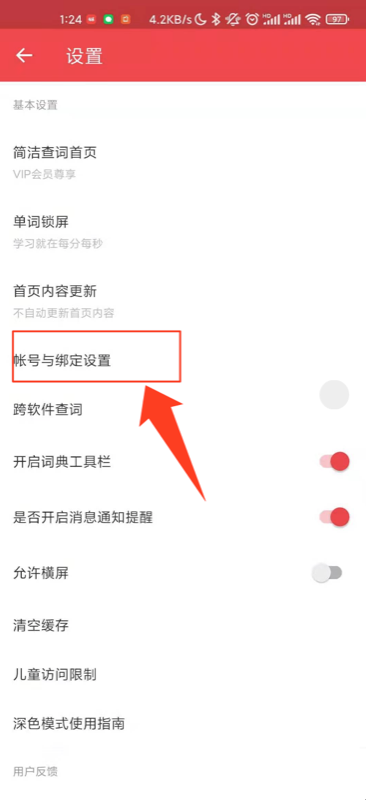 1:24 4.2KB/s HD HD 97
设置
基本设置
简洁查词首页
VIP会员尊享
单词锁屏
学习就在每分每秒
首页内容更新
不自动更新首页内容
帐号与绑定设置
跨软件查词
开启词典工具栏
是否开启消息通知提醒
允许横屏
清空缓存
儿童访问限制
深色模式使用指南
用户反馈